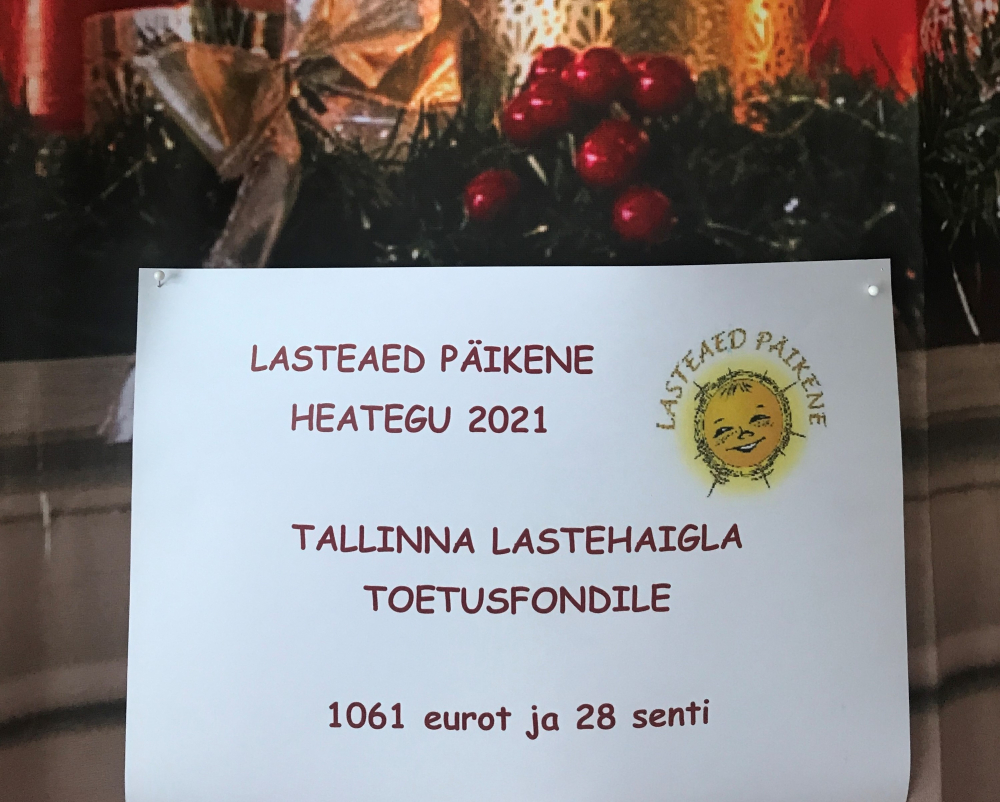 LASTEAED PÄIKENE
HEATEGU 2021
LASTEAED PÄIKENE
TALLINNA LASTEHAIGLA
TOETUSFONDILE
1061 eurot ja 28 senti